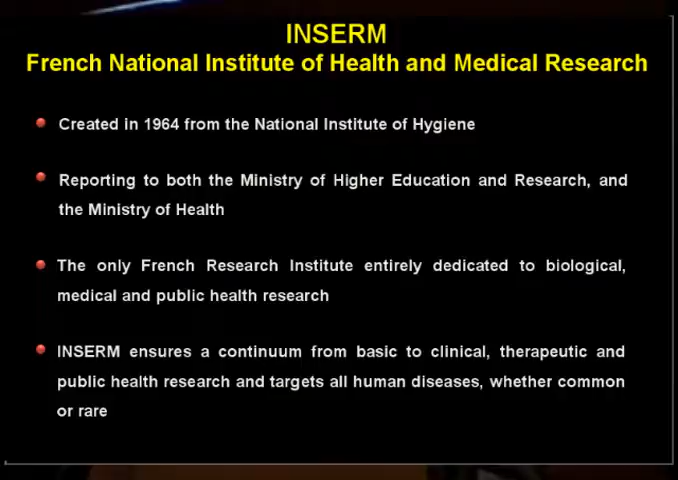 INSERM
French National Institute of Health and Medical Research
Created in 1964 from the National Institute of Hygiene
Reporting to both the Ministry of Higher Education and Research, and
the Ministry of Health
The only French Research Institute entirely dedicated to biological,
medical and public health research
INSERM ensures a continuum from basic to clinical, therapeutic and
public health research and targets all human diseases, whether common
or rare